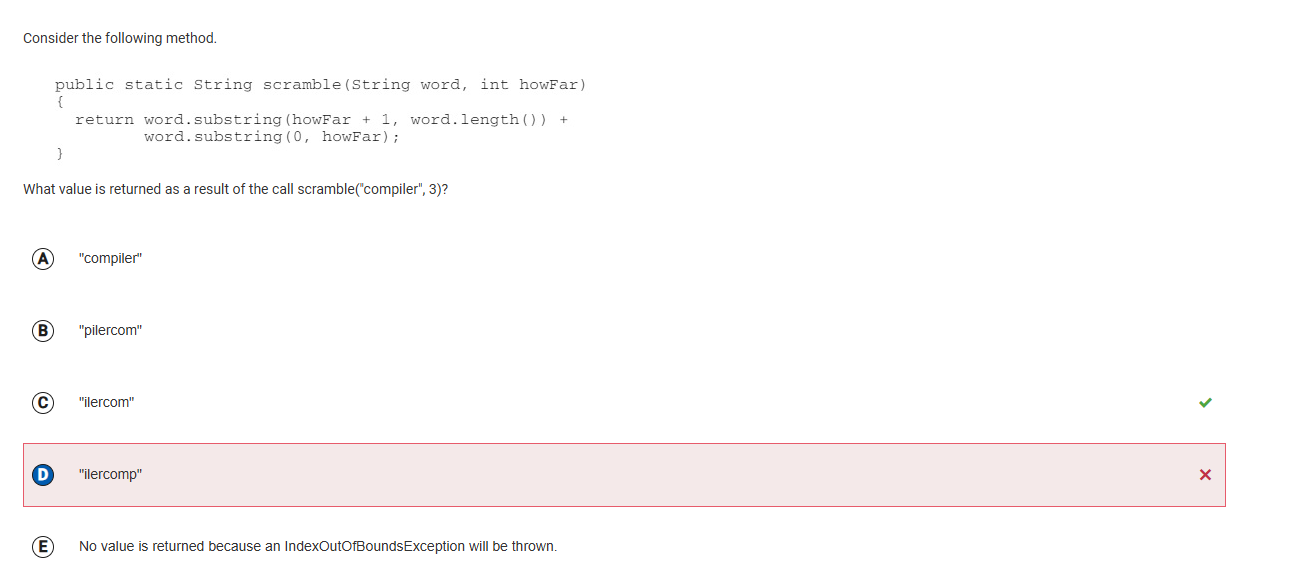 Consider the following method.
public static String scramble(String word, int howFar)
{
return word.substring(howFar + 1, word.length()) +
word.substring(0, howFar);
}
What value is returned as a result of the call scramble("compiler", 3)?
A "compiler"
B "pilercom"
C "ilercom"
D "ilercomp"
E No value is returned because an IndexOutOfBoundsException will be thrown.